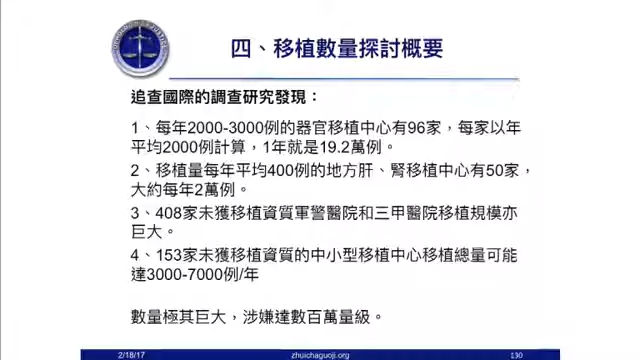 四、移植數量探討概要
追查國際的調查研究發現：
1、每年2000-3000例的器官移植中心有96家，每家以年
平均2000例計算，1年就是19.2萬例。
2、移植量每年平均400例的地方肝、腎移植中心有50家，
大約每年2萬例。
3、408家未獲移植資質軍警醫院和三甲醫院移植規模亦
巨大。
4、153家未獲移植資質的中小型移植中心移植總量可能
達3000-7000例/年
數量極其巨大，涉嫌達數百萬量級。
2/18/17
zhuichaguoji.org
130